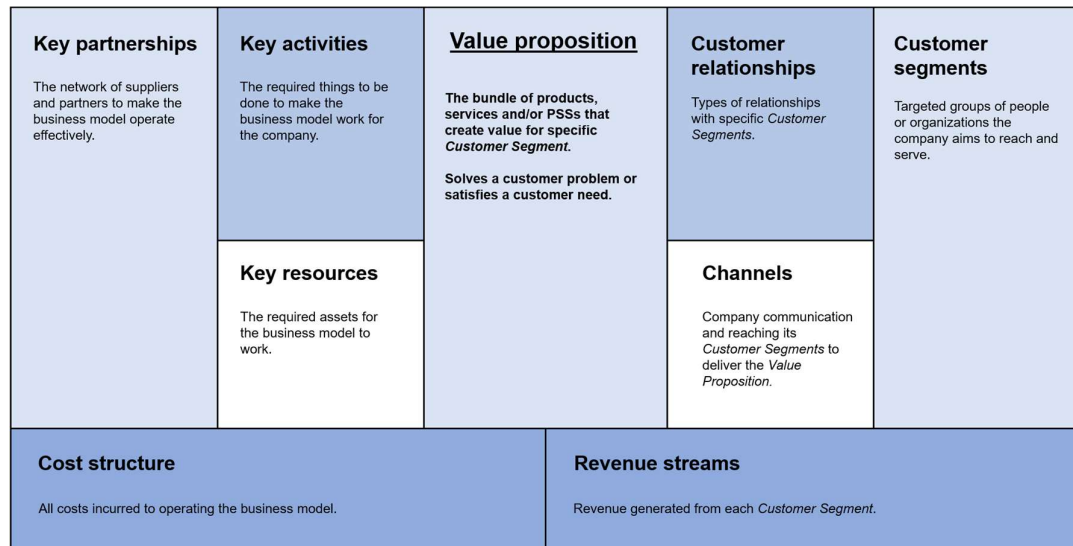 Key partnerships
The network of suppliers
and partners to make the
business model operate
effectively.
Key activities
The required things to be
done to make the
business model work for
the company.
Key resources
The required assets for
the business model to
work.
Value proposition
The bundle of products,
services and/or PSSs that
create value for specific
Customer Segment.
Solves a customer problem or
satisfies a customer need.
Customer
relationships
Types of relationships
with specific Customer
Segments.
Channels
Company communication
and reaching its
Customer Segments to
deliver the Value
Proposition.
Customer
segments
Targeted groups of people
or organizations the
company aims to reach and
serve.
Cost structure
All costs incurred to operating the business model.
Revenue streams
Revenue generated from each Customer Segment.